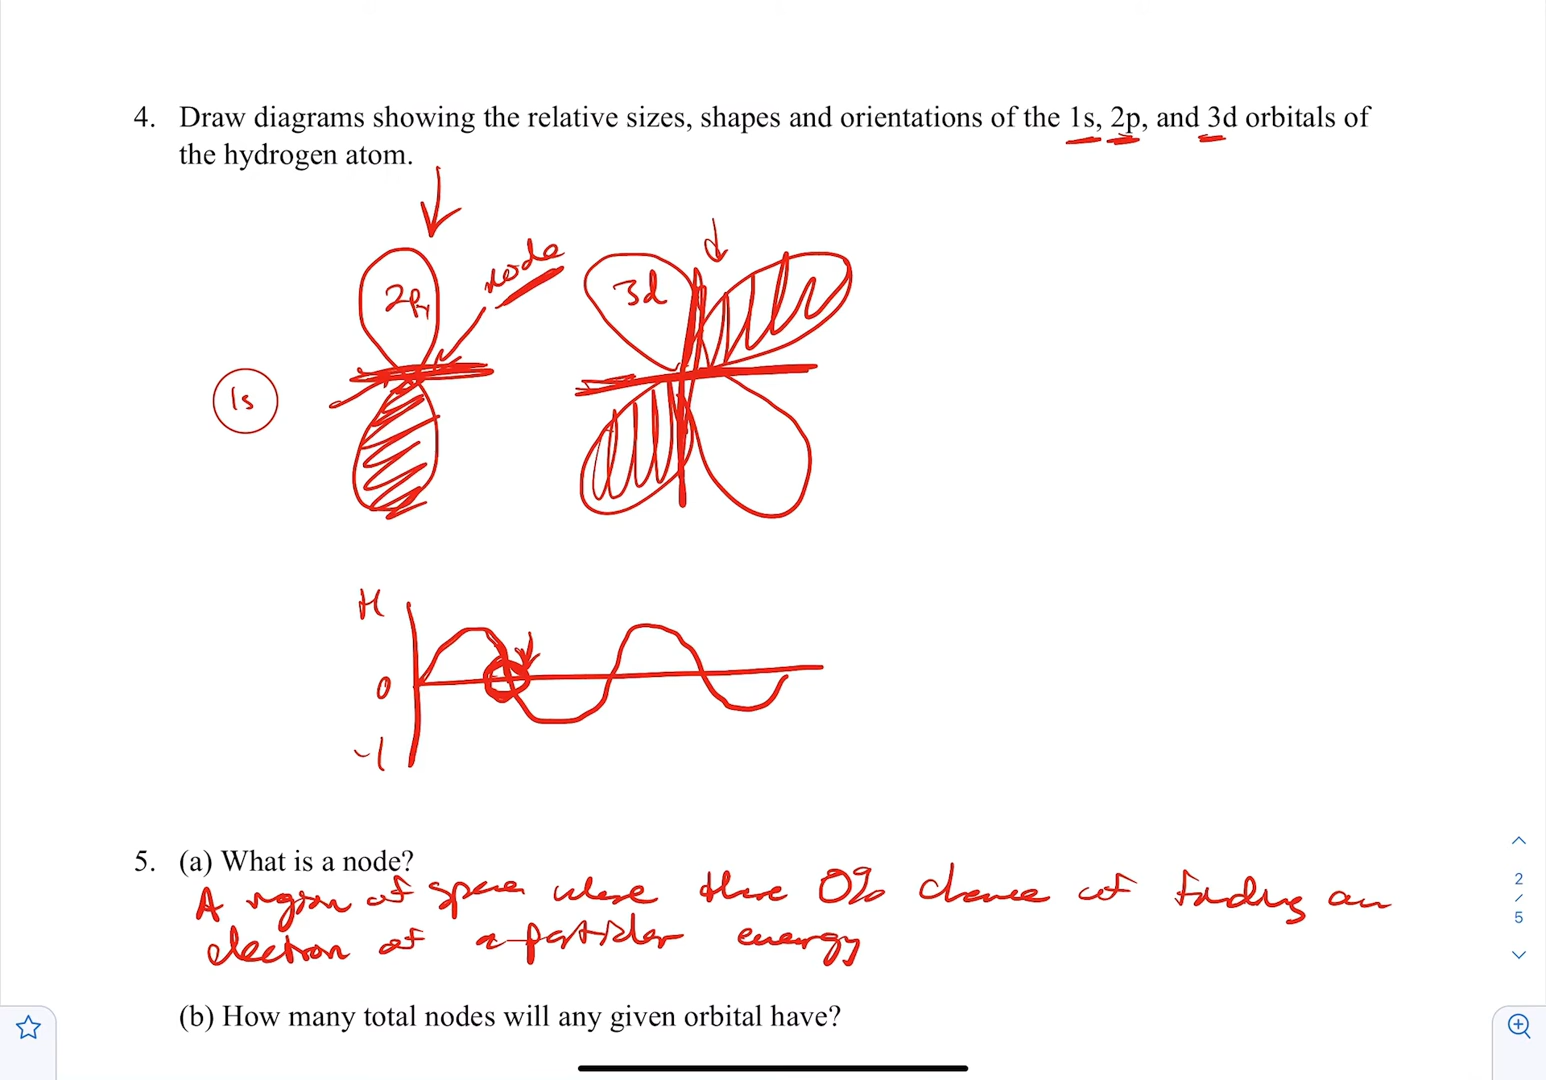 4. Draw diagrams showing the relative sizes, shapes and orientations of the 1s, 2p, and 3d orbitals of
the hydrogen atom.
node
2py
3d
1s
+1
0
-1
5. (a) What is a node?
A region of space where there 0% chance of finding an
electron of a particular energy
(b) How many total nodes will any given orbital have?
2
/
5